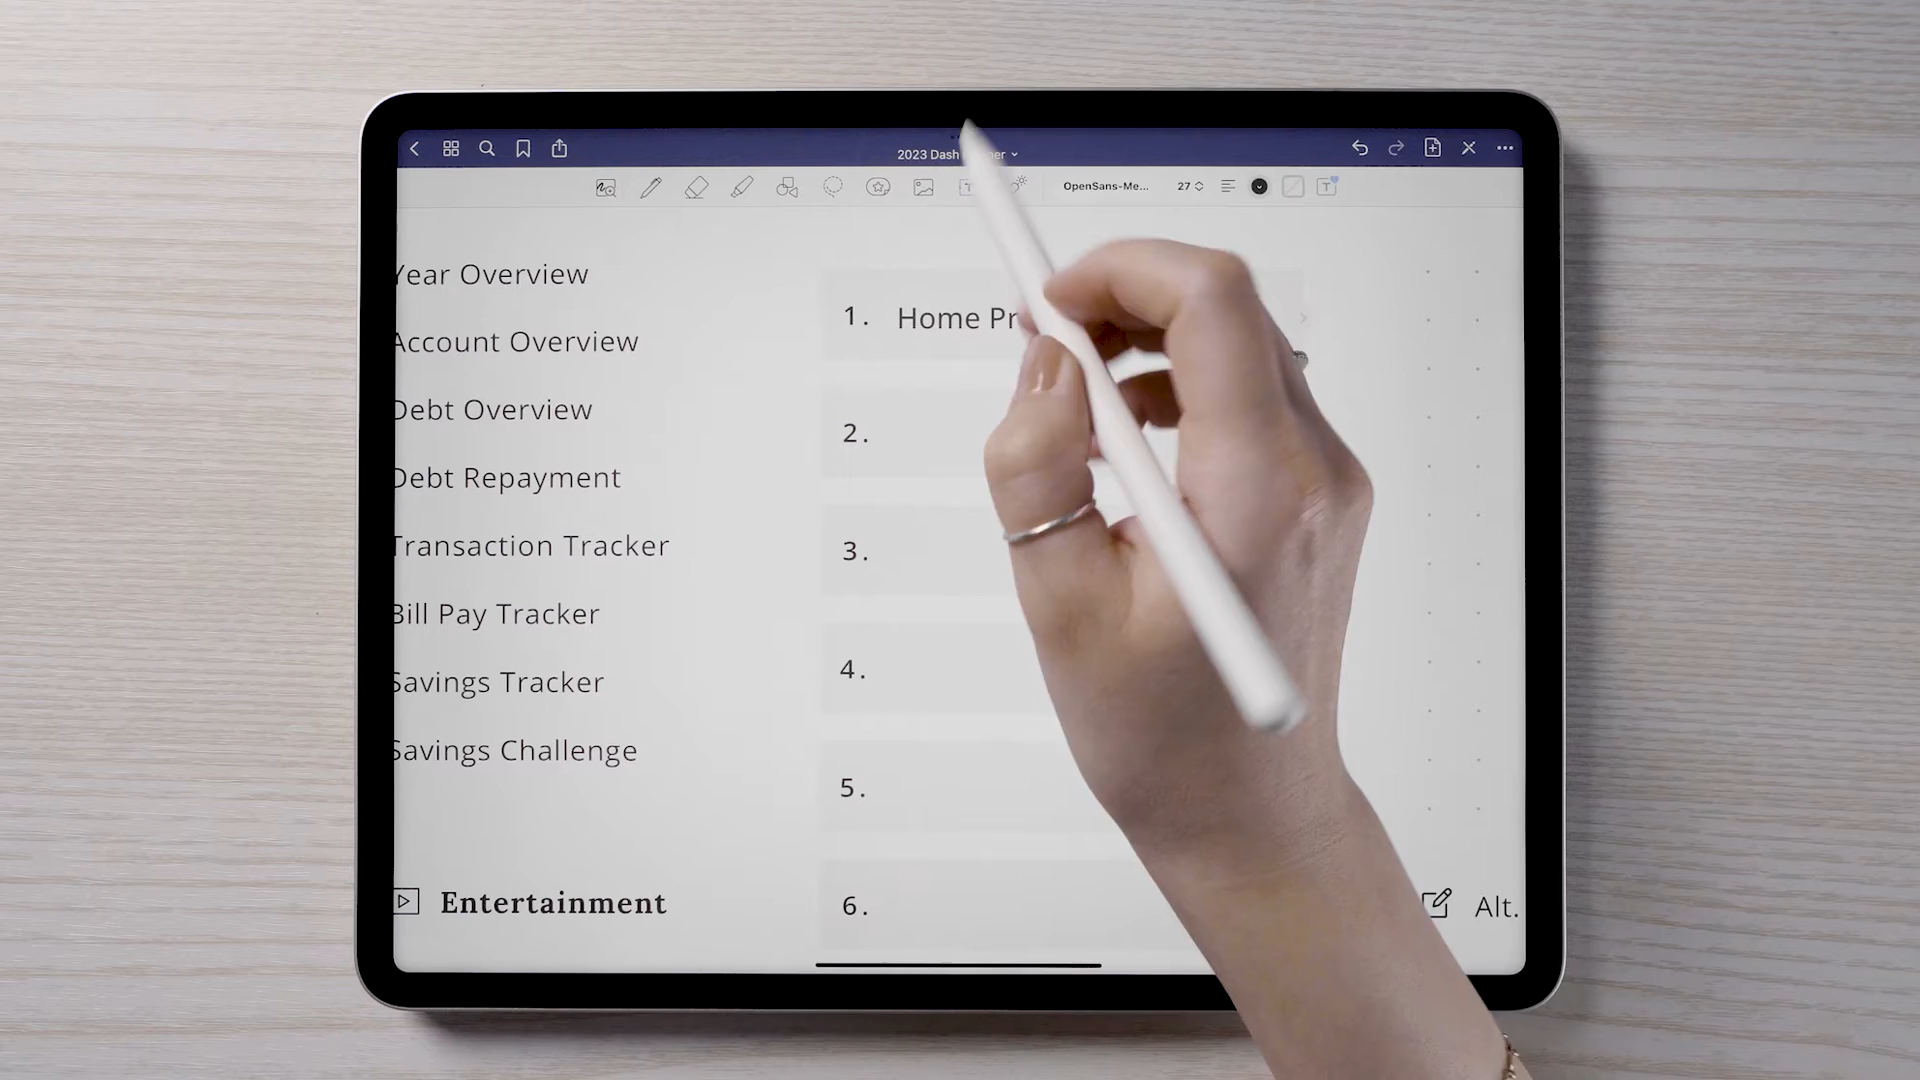 2023 Dash
OpenSans-Me... 27
Year Overview
Account Overview
Debt Overview
Debt Repayment
Transaction Tracker
Bill Pay Tracker
Savings Tracker
Savings Challenge
Entertainment
1. Home Pr
2.
3.
4.
5.
6.
Alt.